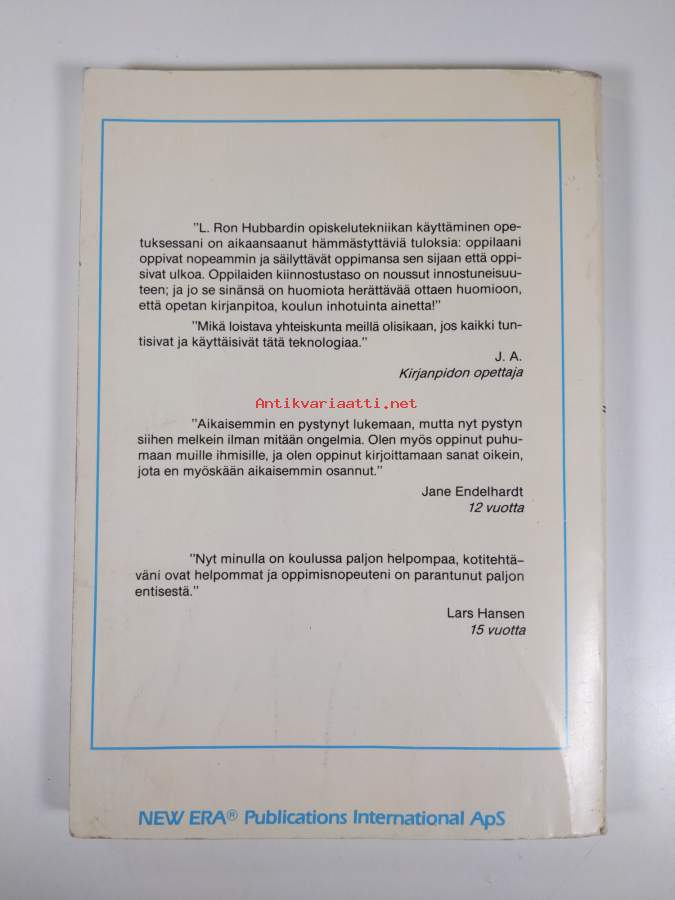 "L. Ron Hubbardin opiskelutekniikan käyttäminen ope-
tuksessani on aikaansaanut hämmästyttäviä tuloksia: oppilaani
oppivat nopeammin ja säilyttävät oppimansa sen sijaan että oppi-
sivat ulkoa. Oppilaiden kiinnostustaso on noussut innostuneisuu-
teen; ja jo se sinänsä on huomiota herättävää ottaen huomioon,
että opetan kirjanpitoa, koulun inhotuinta ainetta!"
"Mikä loistava yhteiskunta meillä olisikaan, jos kaikki tun-
tisivat ja käyttäisivät tätä teknologiaa."
J. A.
Kirjanpidon opettaja
Antikvariaatti.net
"Aikaisemmin en pystynyt lukemaan, mutta nyt pystyn
siihen melkein ilman mitään ongelmia. Olen myös oppinut puhu-
maan muille ihmisille, ja olen oppinut kirjoittamaan sanat oikein,
jota en myöskään aikaisemmin osannut."
Jane Endelhardt
12 vuotta
"Nyt minulla on koulussa paljon helpompaa, kotitehtä-
väni ovat helpommat ja oppimisnopeuteni on parantunut paljon
entisestä."
Lars Hansen
15 vuotta
NEW ERA® Publications International ApS